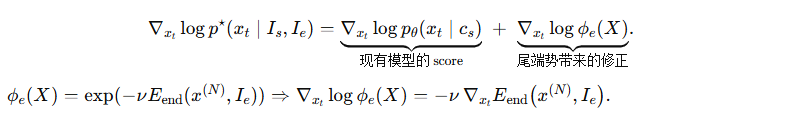 ∇_{x_t} log p^⋆(x_t | I_s, I_e) = ∇_{x_t} log p_θ(x_t | c_s) + ∇_{x_t} log ϕ_e(X).
现有模型的 score 尾端势带来的修正
ϕ_e(X) = exp(−νE_end(x^{(N)}, I_e)) ⇒ ∇_{x_t} log ϕ_e(X) = −ν ∇_{x_t} E_end(x^{(N)}, I_e).